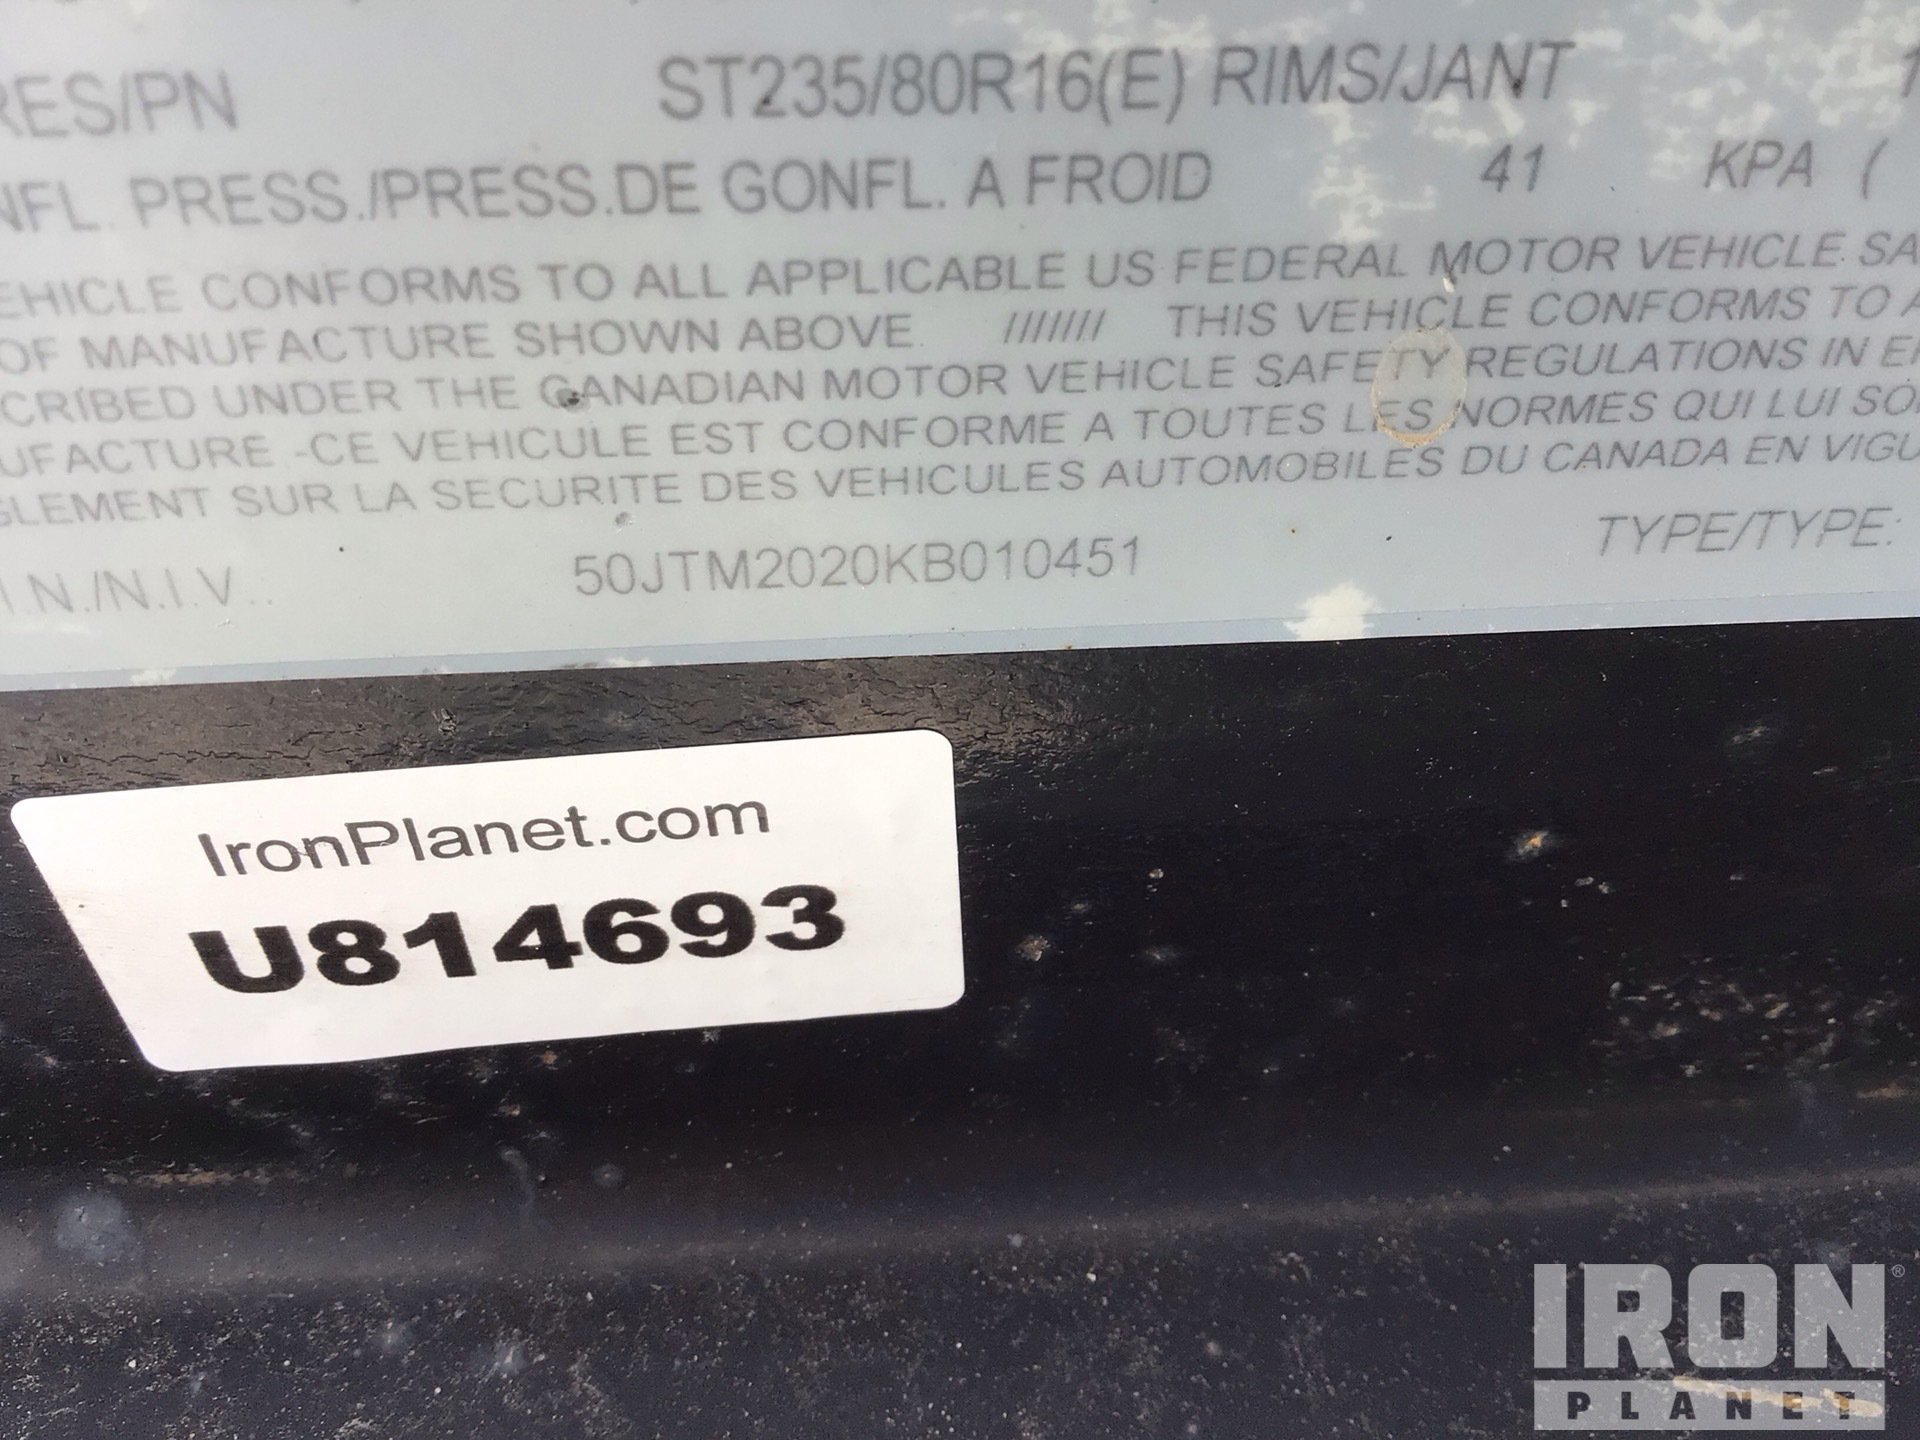 RES/PN ST235/80R16(E) RIMS/JANT 1
NFL. PRESS./PRESS.DE GONFL. A FROID 41 KPA (
EHICLE CONFORMS TO ALL APPLICABLE US FEDERAL MOTOR VEHICLE SA
OF MANUFACTURE SHOWN ABOVE. /////// THIS VEHICLE CONFORMS TO A
CRIBED UNDER THE CANADIAN MOTOR VEHICLE SAFETY REGULATIONS IN E
UFACTURE -CE VEHICULE EST CONFORME A TOUTES LES NORMES QUI LUI SO
GLEMENT SUR LA SECURITE DES VEHICULES AUTOMOBILES DU CANADA EN VIGU
I.N./N.I.V.. 50JTM2020KB010451 TYPE/TYPE:
IronPlanet.com
U814693
IRON®
PLANET